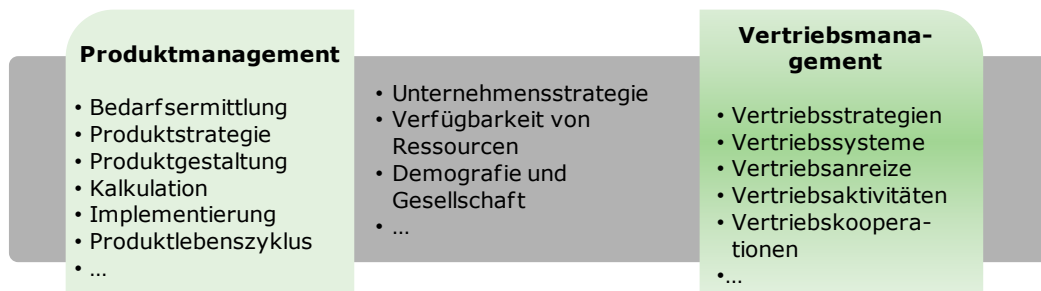 Produktmanagement
• Bedarfsermittlung
• Produktstrategie
• Produktgestaltung
• Kalkulation
• Implementierung
• Produktlebenszyklus
• ...
• Unternehmensstrategie
• Verfügbarkeit von
Ressourcen
• Demografie und
Gesellschaft
• ...
Vertriebsmana-
gement
• Vertriebsstrategien
• Vertriebssysteme
• Vertriebsanreize
• Vertriebsaktivitäten
• Vertriebskoopera-
tionen
•...